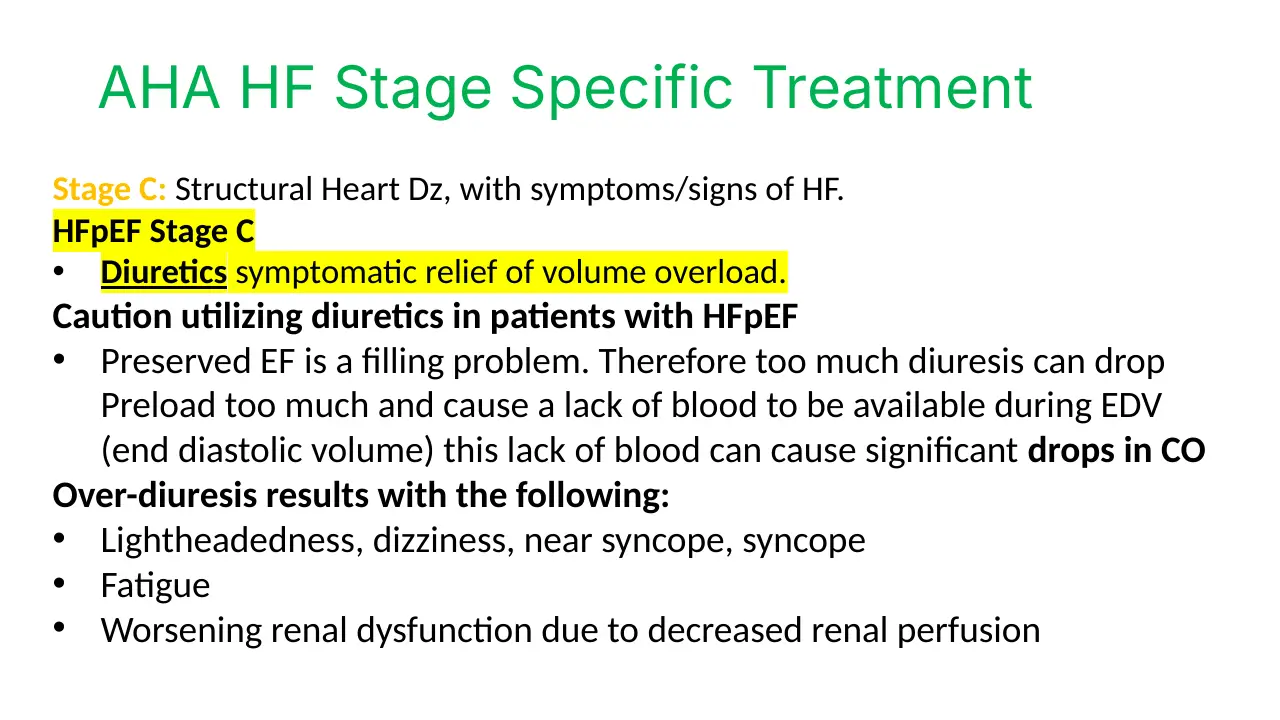 AHA HF Stage Specific Treatment
Stage C: Structural Heart Dz, with symptoms/signs of HF.
HFpEF Stage C
• Diuretics symptomatic relief of volume overload.
Caution utilizing diuretics in patients with HFpEF
• Preserved EF is a filling problem. Therefore too much diuresis can drop
Preload too much and cause a lack of blood to be available during EDV
(end diastolic volume) this lack of blood can cause significant drops in CO
Over-diuresis results with the following:
• Lightheadedness, dizziness, near syncope, syncope
• Fatigue
• Worsening renal dysfunction due to decreased renal perfusion